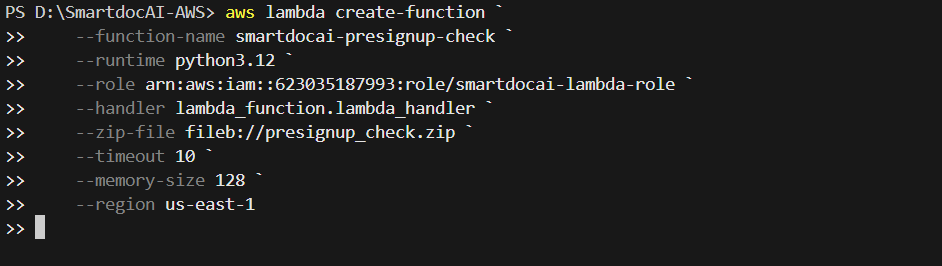 PS D:\SmartdocAI-AWS> aws lambda create-function `
>>     --function-name smartdocai-presignup-check `
>>     --runtime python3.12 `
>>     --role arn:aws:iam::623035187993:role/smartdocai-lambda-role `
>>     --handler lambda_function.lambda_handler `
>>     --zip-file fileb://presignup_check.zip `
>>     --timeout 10 `
>>     --memory-size 128 `
>>     --region us-east-1
>>